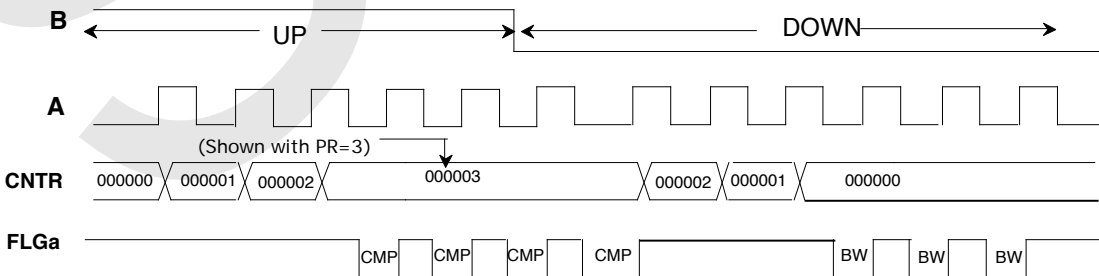 B
UP
DOWN
A
(Shown with PR=3)
CNTR
000000 000001 000002 000003 000002 000001 000000
FLGa
CMP CMP CMP CMP BW BW BW